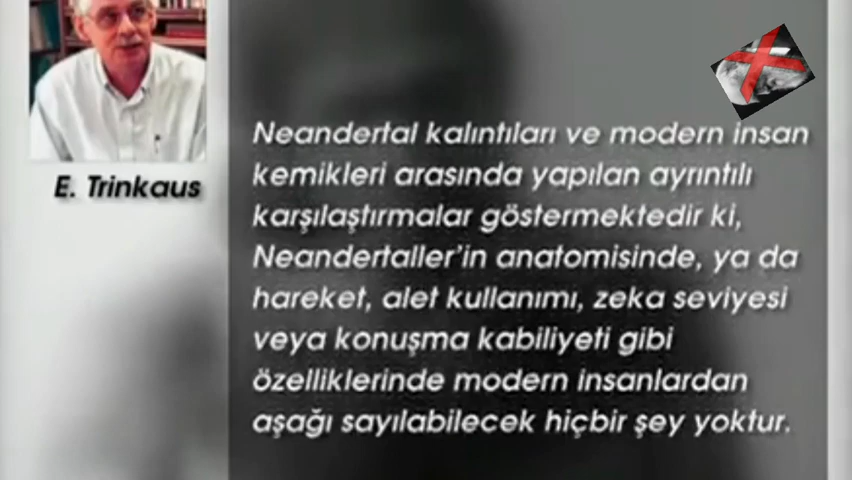 E. Trinkaus
Neandertal kalıntıları ve modern insan
kemikleri arasında yapılan ayrıntılı
karşılaştırmalar göstermektedir ki,
Neandertaller'in anatomisinde, ya da
hareket, alet kullanımı, zeka seviyesi
veya konuşma kabiliyeti gibi
özelliklerinde modern insanlardan
aşağı sayılabilecek hiçbir şey yoktur.